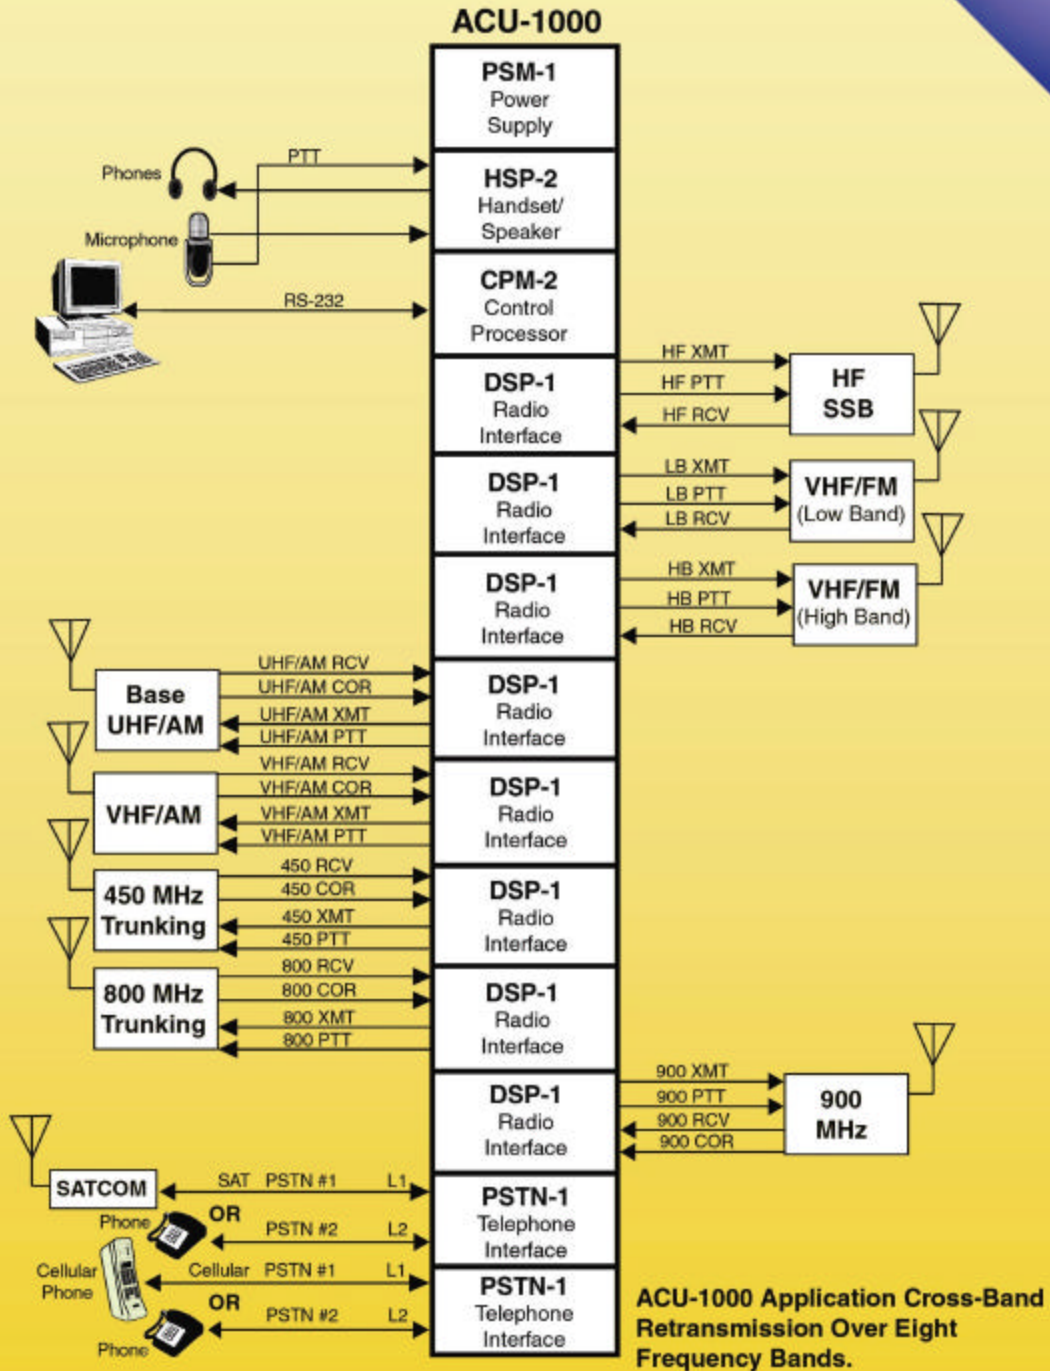 ACU-1000
PSM-1
Power
Supply
PTT
Phones
HSP-2
Handset/
Speaker
Microphone
CPM-2
Control
Processor
RS-232
DSP-1
Radio
Interface
HF XMT
HF PTT
HF RCV
HF
SSB
DSP-1
Radio
Interface
LB XMT
LB PTT
LB RCV
VHF/FM
(Low Band)
DSP-1
Radio
Interface
HB XMT
HB PTT
HB RCV
VHF/FM
(High Band)
Base
UHF/AM
UHF/AM RCV
UHF/AM COR
UHF/AM XMT
UHF/AM PTT
DSP-1
Radio
Interface
VHF/AM
VHF/AM RCV
VHF/AM COR
VHF/AM XMT
VHF/AM PTT
DSP-1
Radio
Interface
450 MHz
Trunking
450 RCV
450 COR
450 XMT
450 PTT
DSP-1
Radio
Interface
800 MHz
Trunking
800 RCV
800 COR
800 XMT
800 PTT
DSP-1
Radio
Interface
DSP-1
Radio
Interface
900 XMT
900 PTT
900 RCV
900 COR
900
MHz
SATCOM
SAT PSTN #1 L1
Phone
OR
PSTN #2 L2
PSTN-1
Telephone
Interface
Cellular
Phone
Cellular PSTN #1 L1
OR
PSTN #2 L2
Phone
PSTN-1
Telephone
Interface
ACU-1000 Application Cross-Band
Retransmission Over Eight
Frequency Bands.